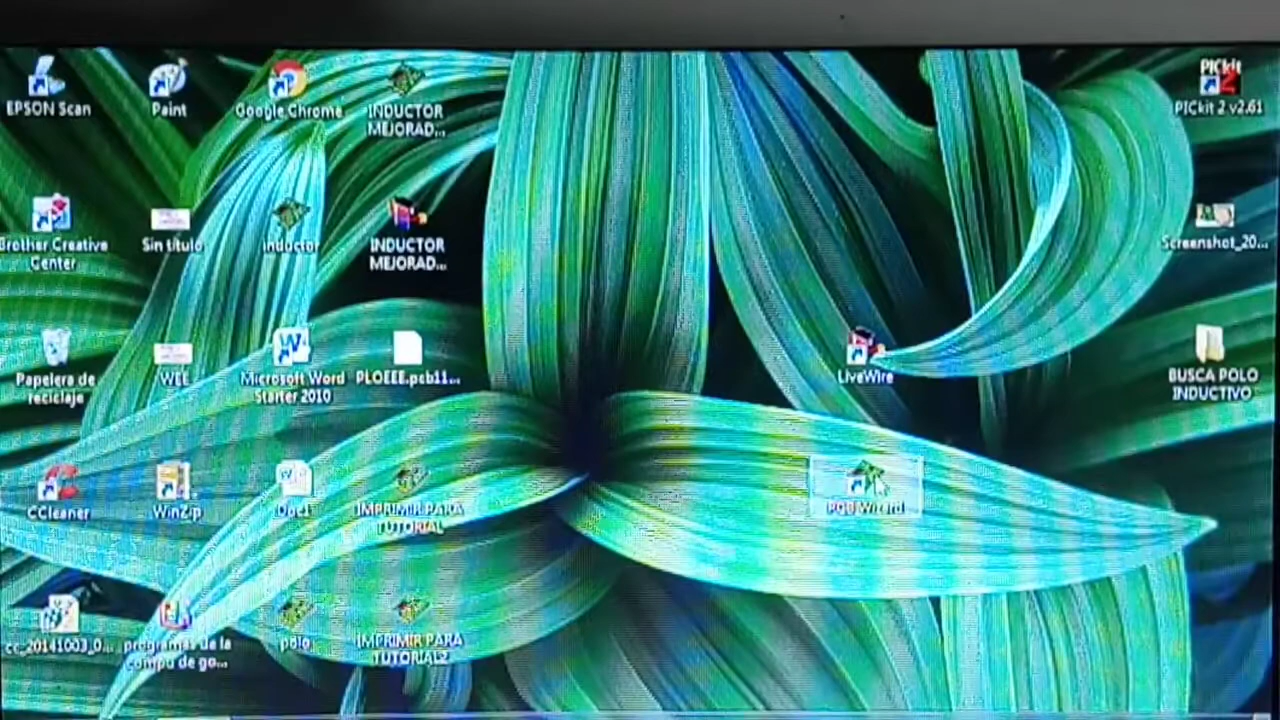 EPSON Scan
Paint
Google Chrome
INDUCTOR
MEJORAD...
PICkit
2
PICkit 2 v2.61
Brother Creative
Center
Sin título
inductor
INDUCTOR
MEJORAD...
Screenshot_20...
Papelera de
reciclaje
WEE
Microsoft Word
Starter 2010
PLOEEE.pcb11...
LiveWire
BUSCA POLO
INDUCTIVO
CCleaner
WinZip
Doc1
IMPRIMIR PARA
TUTORIAL
PCB Wizard
cc_20141003_0...
programas de la
compu de go...
polo
IMPRIMIR PARA
TUTORIAL2